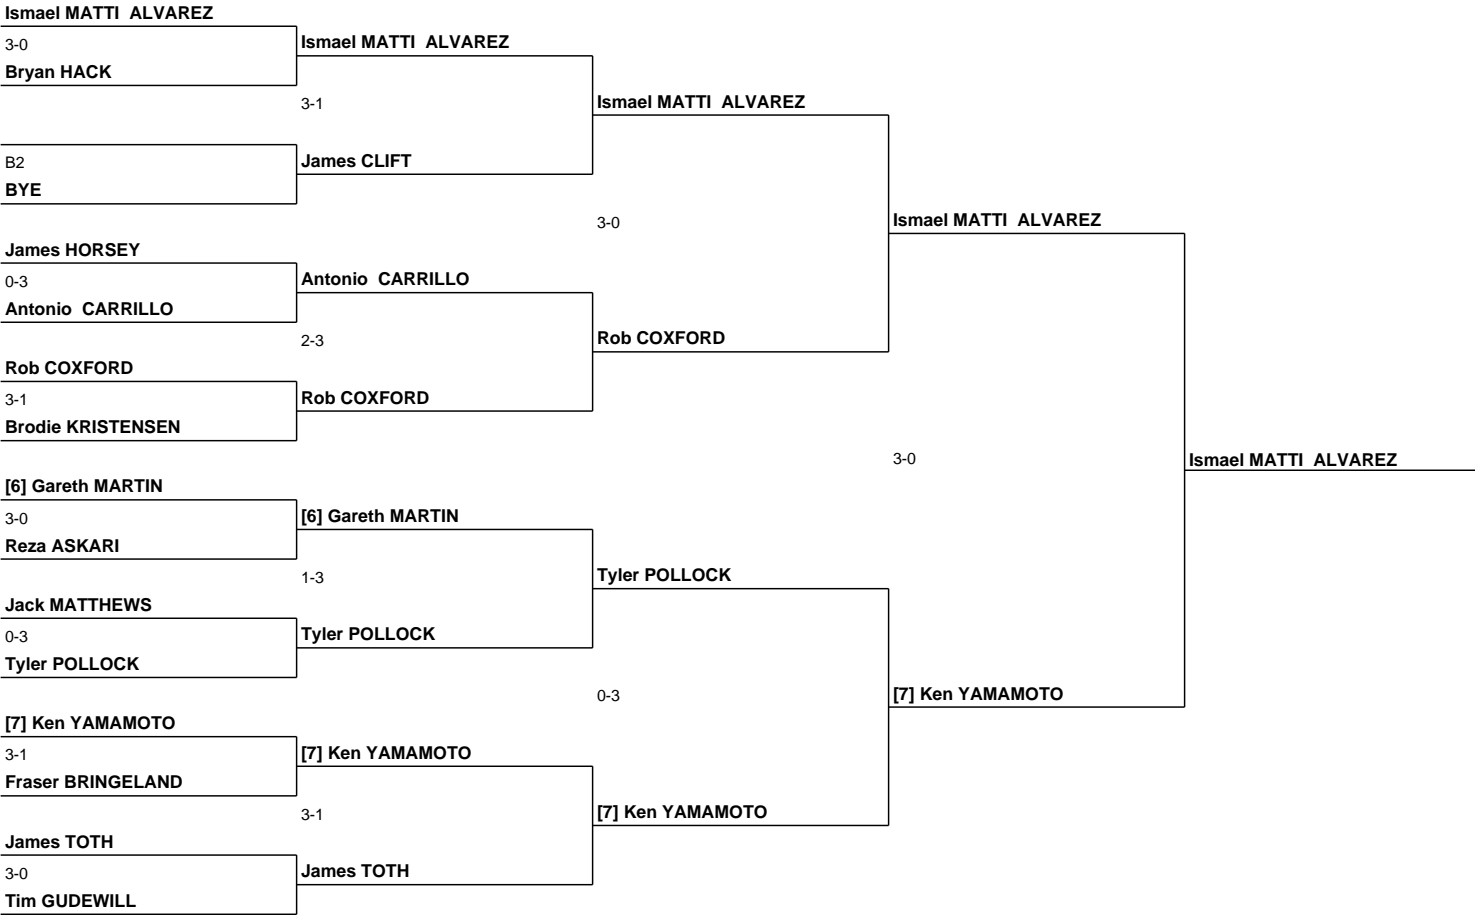 Ismael MATTI  ALVAREZ
3-0
Bryan HACK
Ismael MATTI  ALVAREZ
3-1
B2
BYE
James CLIFT
Ismael MATTI  ALVAREZ
3-0
James HORSEY
0-3
Antonio  CARRILLO
Antonio  CARRILLO
2-3
Rob COXFORD
3-1
Brodie KRISTENSEN
Rob COXFORD
Rob COXFORD
Ismael MATTI  ALVAREZ
3-0
[6] Gareth MARTIN
3-0
Reza ASKARI
[6] Gareth MARTIN
1-3
Jack MATTHEWS
0-3
Tyler POLLOCK
Tyler POLLOCK
Tyler POLLOCK
0-3
[7] Ken YAMAMOTO
3-1
Fraser BRINGELAND
[7] Ken YAMAMOTO
3-1
James TOTH
3-0
Tim GUDEWILL
James TOTH
[7] Ken YAMAMOTO
[7] Ken YAMAMOTO
Ismael MATTI  ALVAREZ